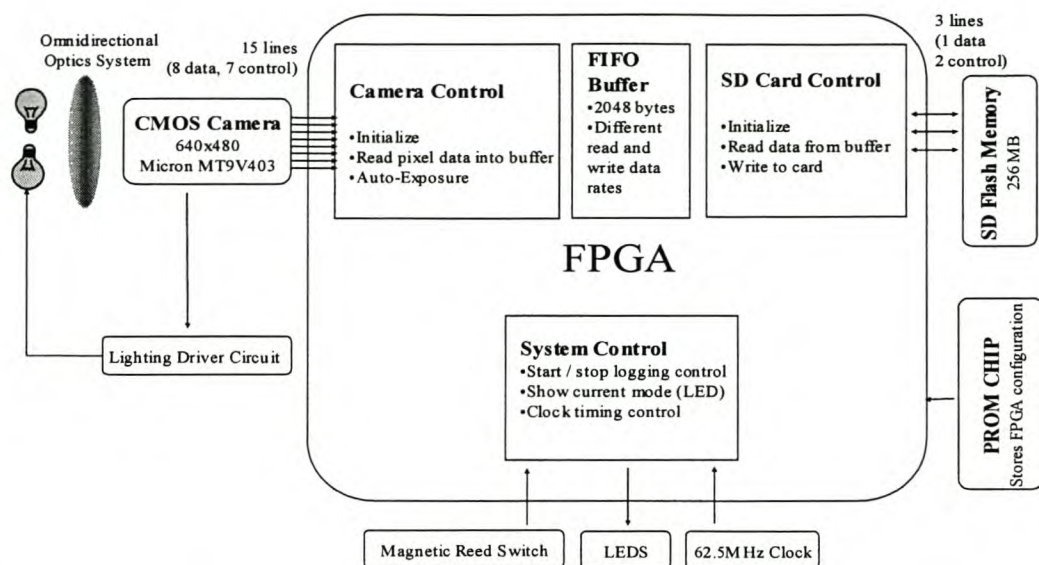 Omnidirectional
Optics System
15 lines
(8 data, 7 control)
3 lines
(1 data
2 control)
CMOS Camera
640x480
Micron MT9V403
Camera Control
•Initialize
•Read pixel data into buffer
•Auto-Exposure
FIFO
Buffer
•2048 bytes
•Different
read and
write data
rates
SD Card Control
•Initialize
•Read data from buffer
•Write to card
SD Flash Memory
256 MB
FPGA
Lighting Driver Circuit
System Control
•Start / stop logging control
•Show current mode (LED)
•Clock timing control
PROM CHIP
Stores FPGA configuration
Magnetic Reed Switch
LEDS
62.5MHz Clock